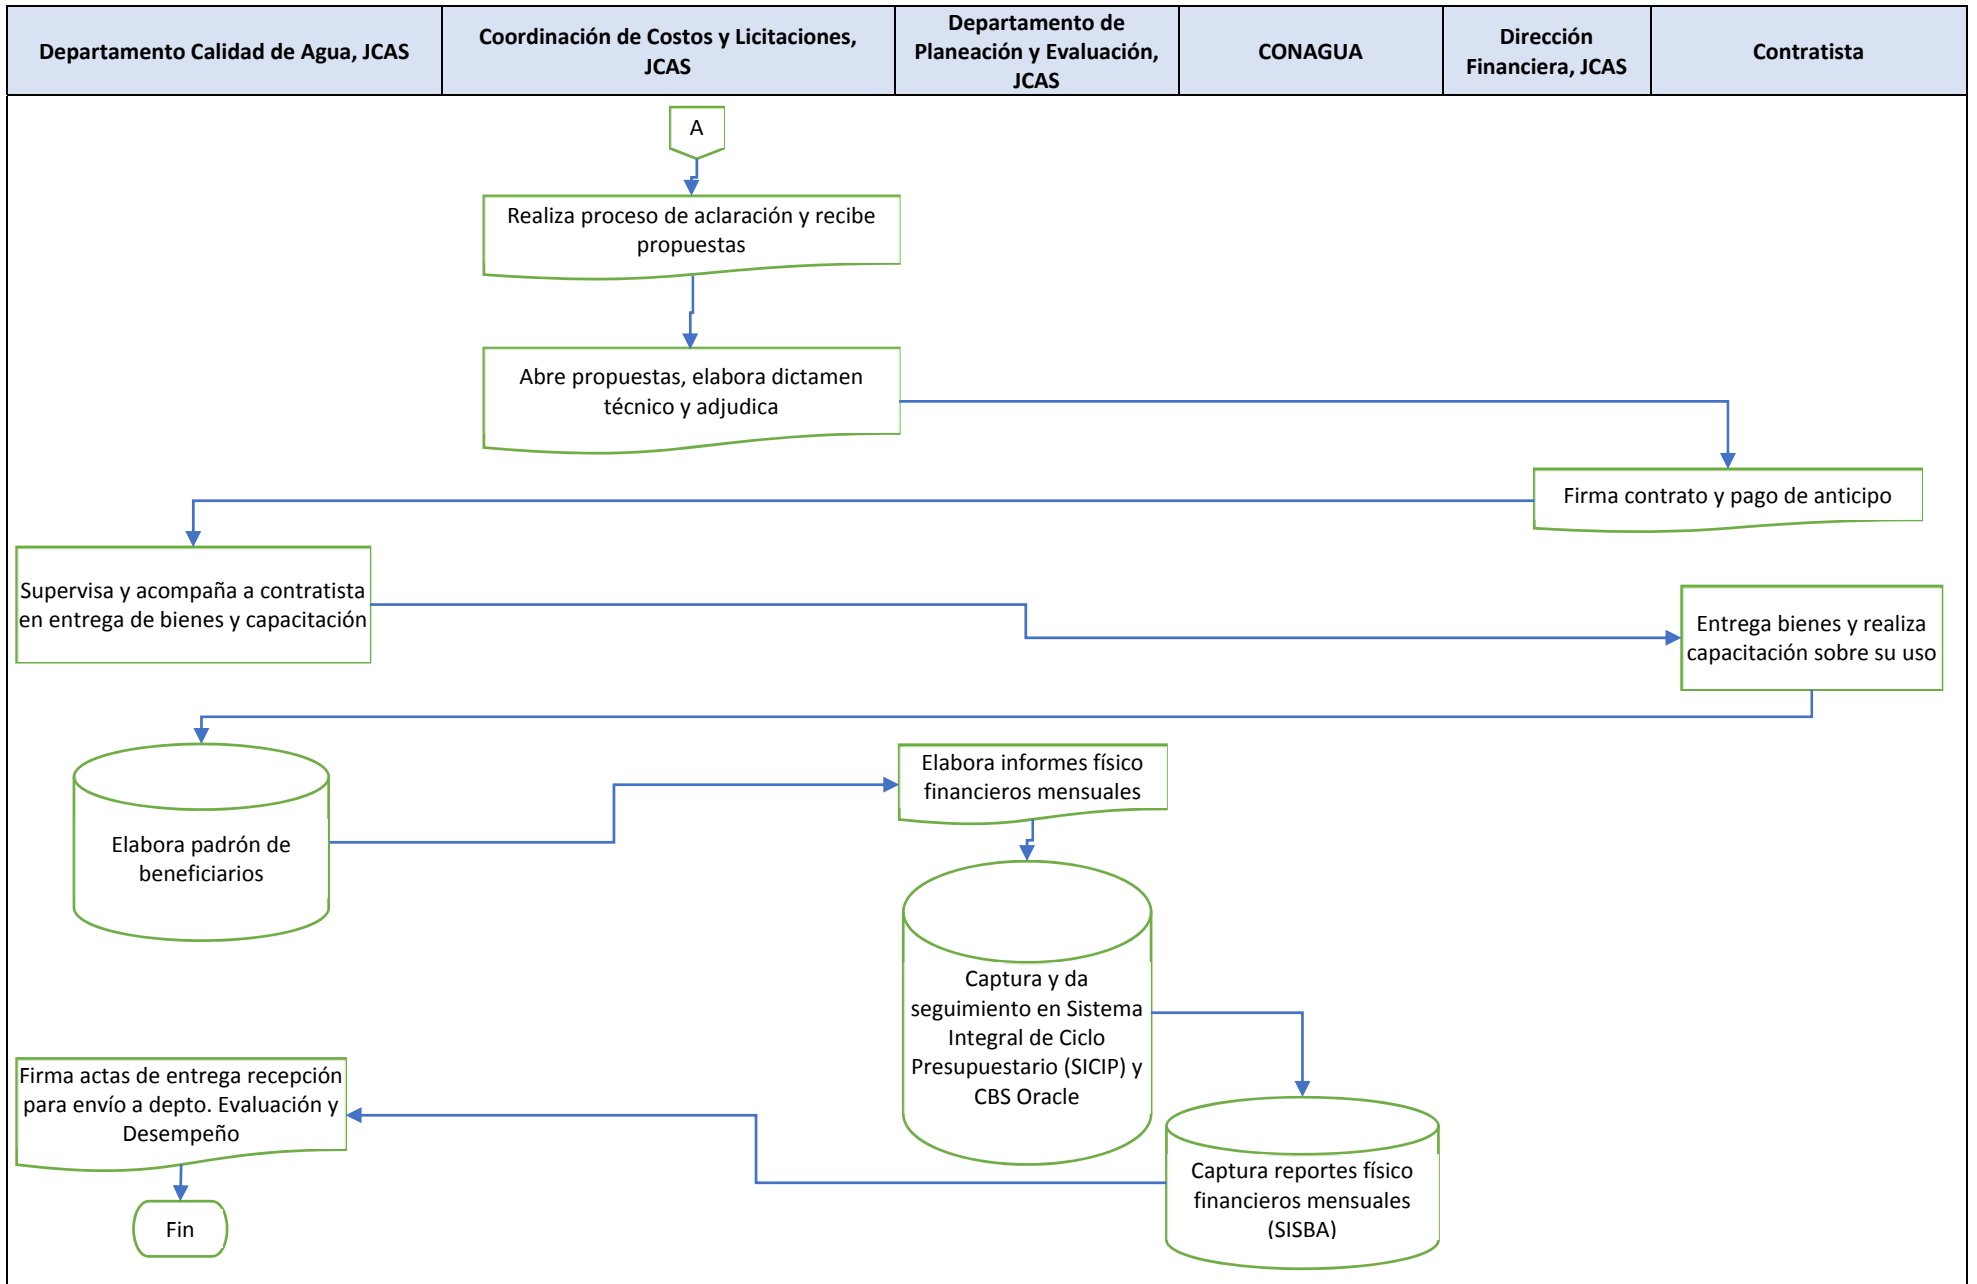 Departamento Calidad de Agua, JCAS
Coordinación de Costos y Licitaciones,
JCAS
Departamento de
Planeación y Evaluación,
JCAS
CONAGUA
Dirección
Financiera, JCAS
Contratista
A
Realiza proceso de aclaración y recibe
propuestas
Abre propuestas, elabora dictamen
técnico y adjudica
Firma contrato y pago de anticipo
Supervisa y acompaña a contratista
en entrega de bienes y capacitación
Entrega bienes y realiza
capacitación sobre su uso
Elabora padrón de
beneficiarios
Elabora informes físico
financieros mensuales
Captura y da
seguimiento en Sistema
Integral de Ciclo
Presupuestario (SICIP) y
CBS Oracle
Captura reportes físico
financieros mensuales
(SISBA)
Firma actas de entrega recepción
para envío a depto. Evaluación y
Desempeño
Fin